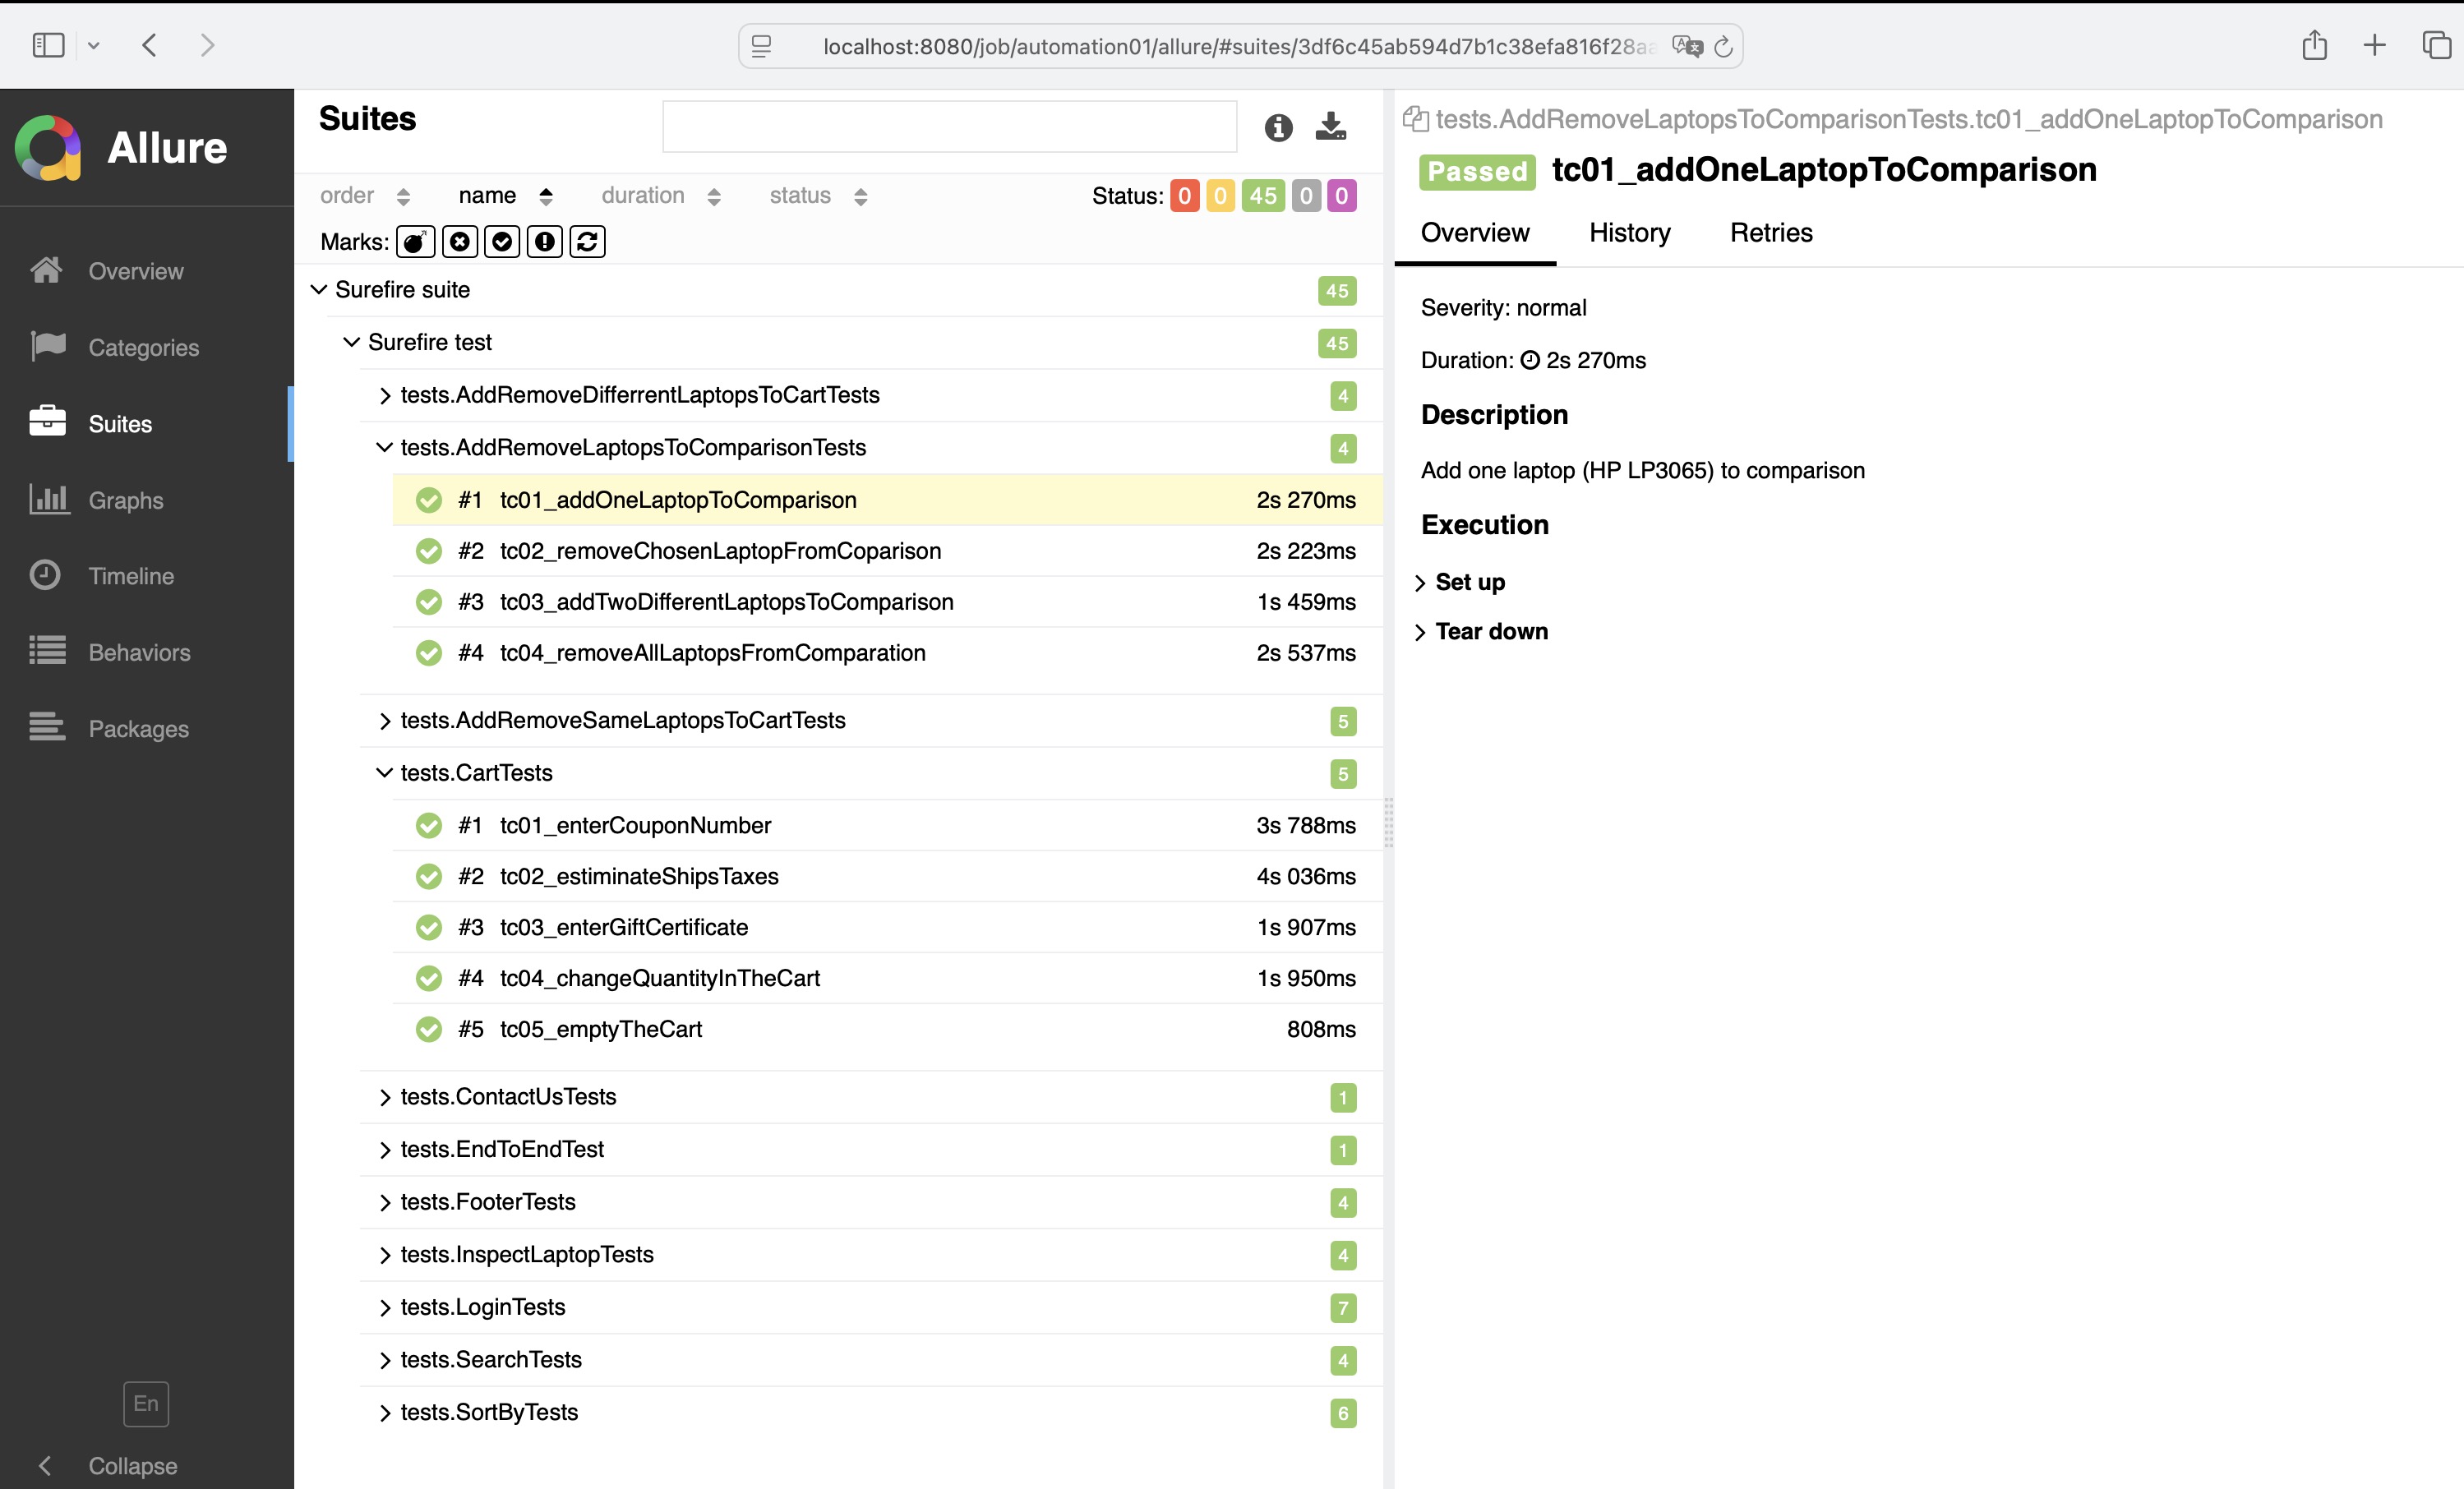 localhost:8080/job/automation01/allure/#suites/3df6c45ab594d7b1c38efa816f28aa
Allure
Overview
Categories
Suites
Graphs
Timeline
Behaviors
Packages
En
Collapse
Suites
order name duration status Status: 0 0 45 0 0
Marks:
Surefire suite 45
Surefire test 45
tests.AddRemoveDifferrentLaptopsToCartTests 4
tests.AddRemoveLaptopsToComparisonTests 4
#1 tc01_addOneLaptopToComparison 2s 270ms
#2 tc02_removeChosenLaptopFromCoparison 2s 223ms
#3 tc03_addTwoDifferentLaptopsToComparison 1s 459ms
#4 tc04_removeAllLaptopsFromComparation 2s 537ms
tests.AddRemoveSameLaptopsToCartTests 5
tests.CartTests 5
#1 tc01_enterCouponNumber 3s 788ms
#2 tc02_estiminateShipsTaxes 4s 036ms
#3 tc03_enterGiftCertificate 1s 907ms
#4 tc04_changeQuantityInTheCart 1s 950ms
#5 tc05_emptyTheCart 808ms
tests.ContactUsTests 1
tests.EndToEndTest 1
tests.FooterTests 4
tests.InspectLaptopTests 4
tests.LoginTests 7
tests.SearchTests 4
tests.SortByTests 6
tests.AddRemoveLaptopsToComparisonTests.tc01_addOneLaptopToComparison
Passed tc01_addOneLaptopToComparison
Overview History Retries
Severity: normal
Duration: 2s 270ms
Description
Add one laptop (HP LP3065) to comparison
Execution
Set up
Tear down